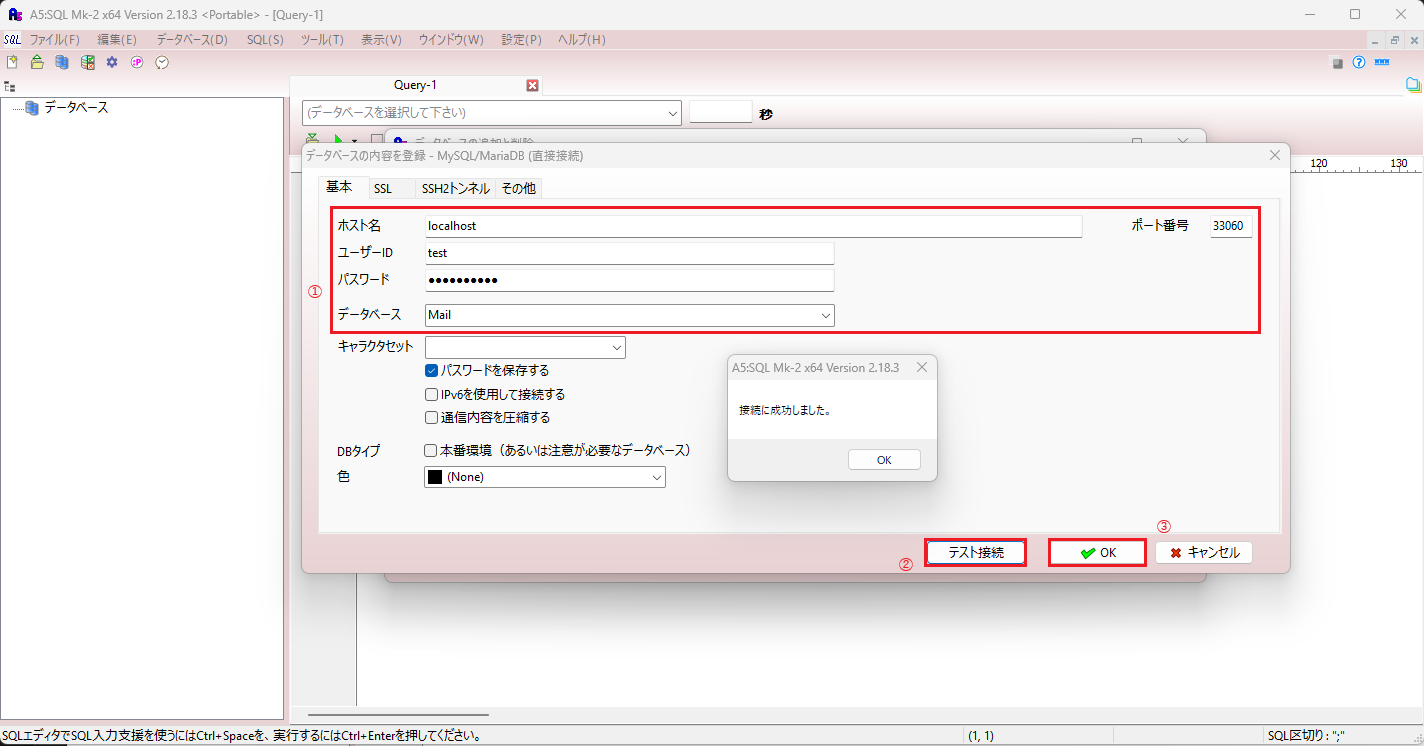 A5:SQL Mk-2 x64 Version 2.18.3 <Portable> - [Query-1]
SQL ファイル(F) 編集(E) データベース(D) SQL(S) ツール(T) 表示(V) ウインドウ(W) 設定(P) ヘルプ(H)
Query-1
データベース
(データベースを選択して下さい) 秒
データベースの追加と削除
データベースの内容を登録 - MySQL/MariaDB (直接接続)
120 130
基本 SSL SSH2トンネル その他
ホスト名 localhost ポート番号 33060
ユーザーID test
パスワード ●●●●●●●●●●
①
データベース Mail
キャラクタセット
パスワードを保存する
IPv6を使用して接続する
通信内容を圧縮する
DBタイプ 本番環境（あるいは注意が必要なデータベース）
色 (None)
A5:SQL Mk-2 x64 Version 2.18.3
接続に成功しました。
OK
③
② テスト接続 OK キャンセル
SQLエディタでSQL入力支援を使うにはCtrl+Spaceを、実行するにはCtrl+Enterを押してください。 (1, 1) SQL区切り : ";"